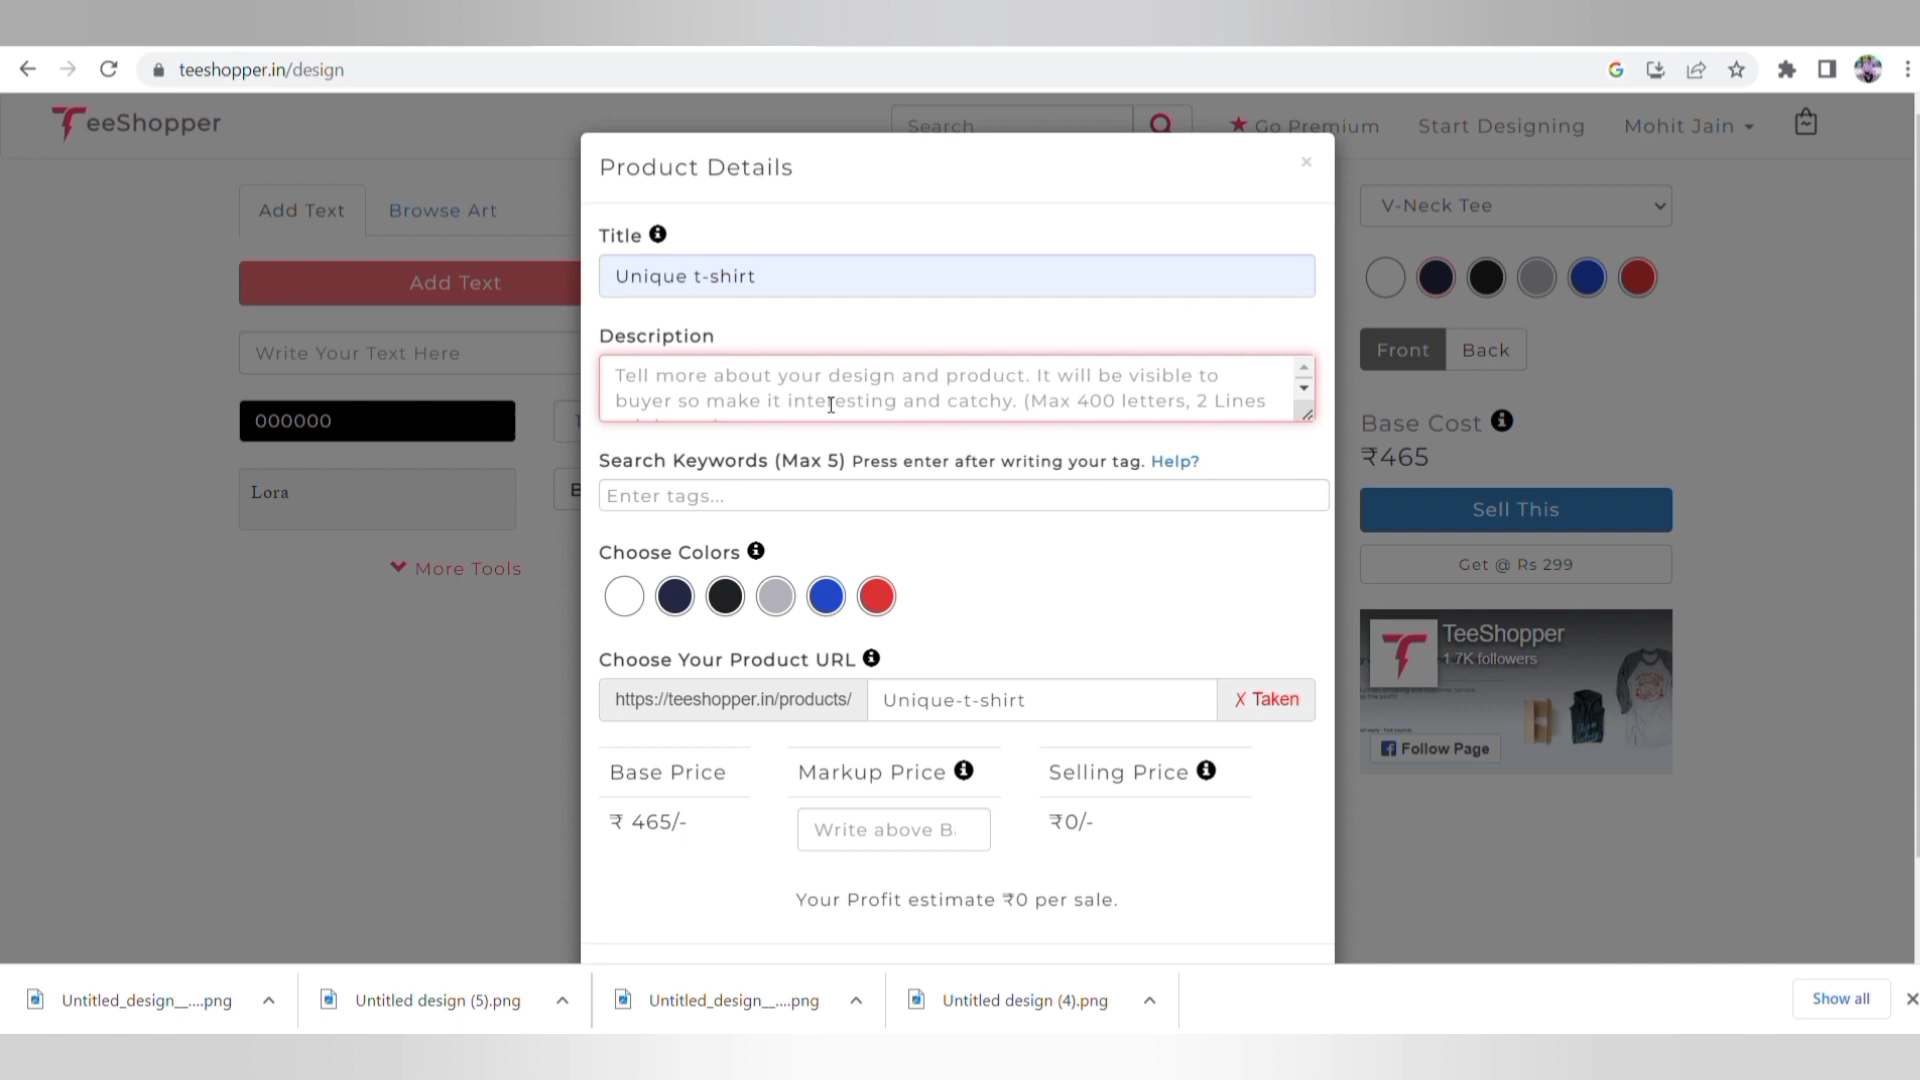 teeshopper.in/design
TeeShopper
Search
Go Premium
Start Designing
Mohit Jain
Product Details
×
Add Text
Browse Art
V-Neck Tee
Title
Unique t-shirt
Add Text
Description
Write Your Text Here
Front
Back
Tell more about your design and product. It will be visible to
buyer so make it interesting and catchy. (Max 400 letters, 2 Lines
000000
Base Cost
₹465
Search Keywords (Max 5) Press enter after writing your tag. Help?
Enter tags...
Lora
B
Sell This
Choose Colors
Get @ Rs 299
More Tools
TeeShopper
1.7K followers
Choose Your Product URL
https://teeshopper.in/products/
Unique-t-shirt
✗ Taken
Follow Page
Base Price
Markup Price
Selling Price
₹ 465/-
Write above B
₹0/-
Your Profit estimate ₹0 per sale.
Untitled_design__....png
Untitled design (5).png
Untitled_design__....png
Untitled design (4).png
Show all